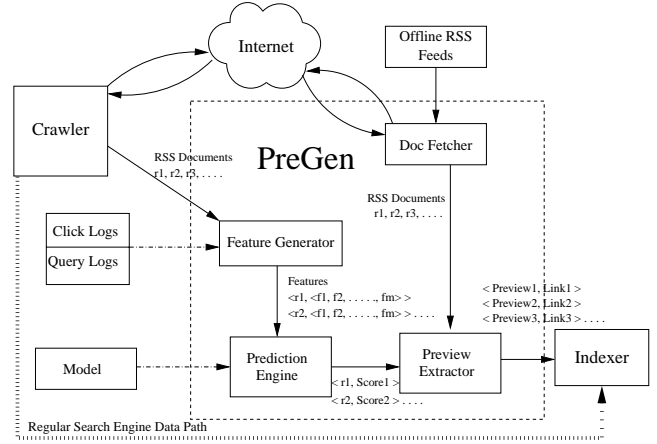 Offline RSS
Feeds
Internet
Crawler
PreGen
Doc Fetcher
RSS Documents
r1, r2, r3, . . . .
RSS Documents
r1, r2, r3, . . . .
Click Logs
Query Logs
Feature Generator
Features
<r1, <f1, f2, . . . . ., fm> >
<r2, <f1, f2, . . . . ., fm> > . . . .
< Preview1, Link1 >
< Preview2, Link2 >
< Preview3, Link3 > . . . .
Model
Prediction
Engine
Preview
Extractor
Indexer
< r1, Score1 >
< r2, Score2 > . . . .
Regular Search Engine Data Path